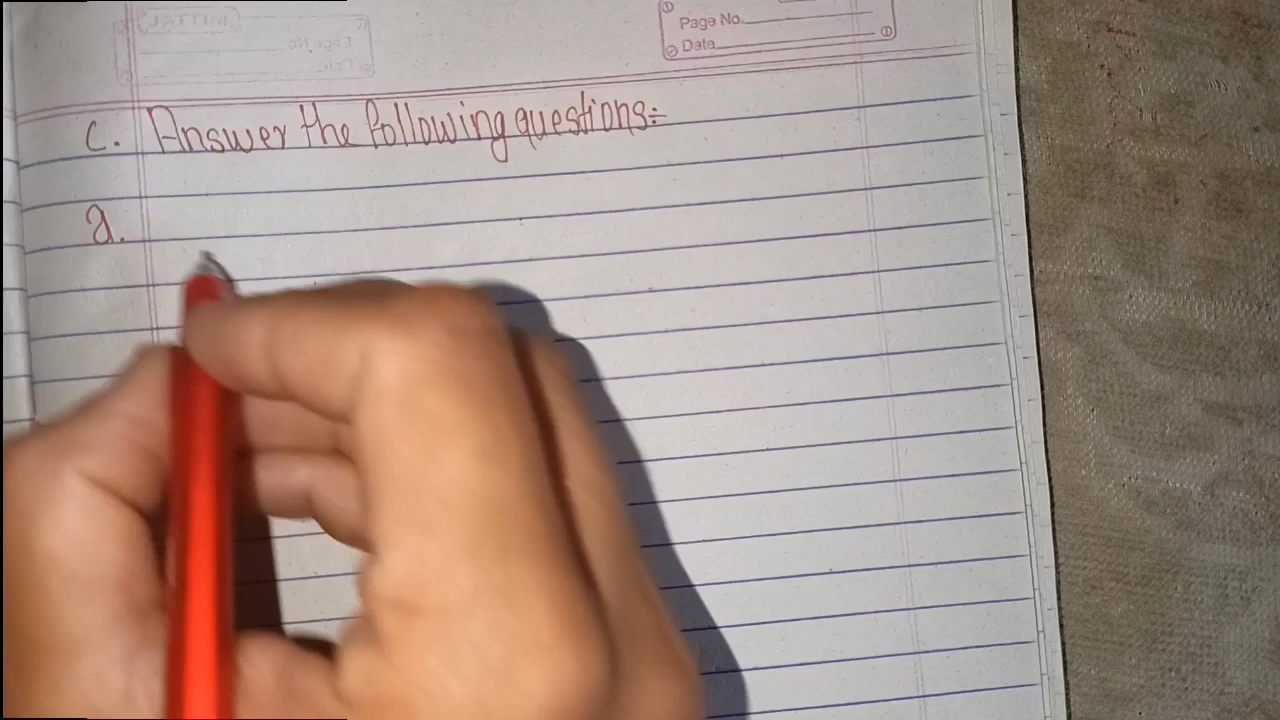 Page No.
Date
C. Answer the following questions:-
a.